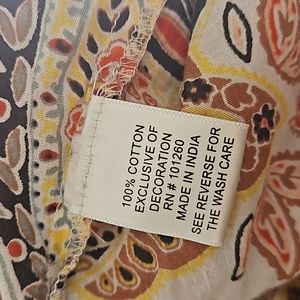 100% COTTON
EXCLUSIVE OF
DECORATION
RN# 101260
MADE IN INDIA
SEE REVERSE FOR
THE WASH CARE